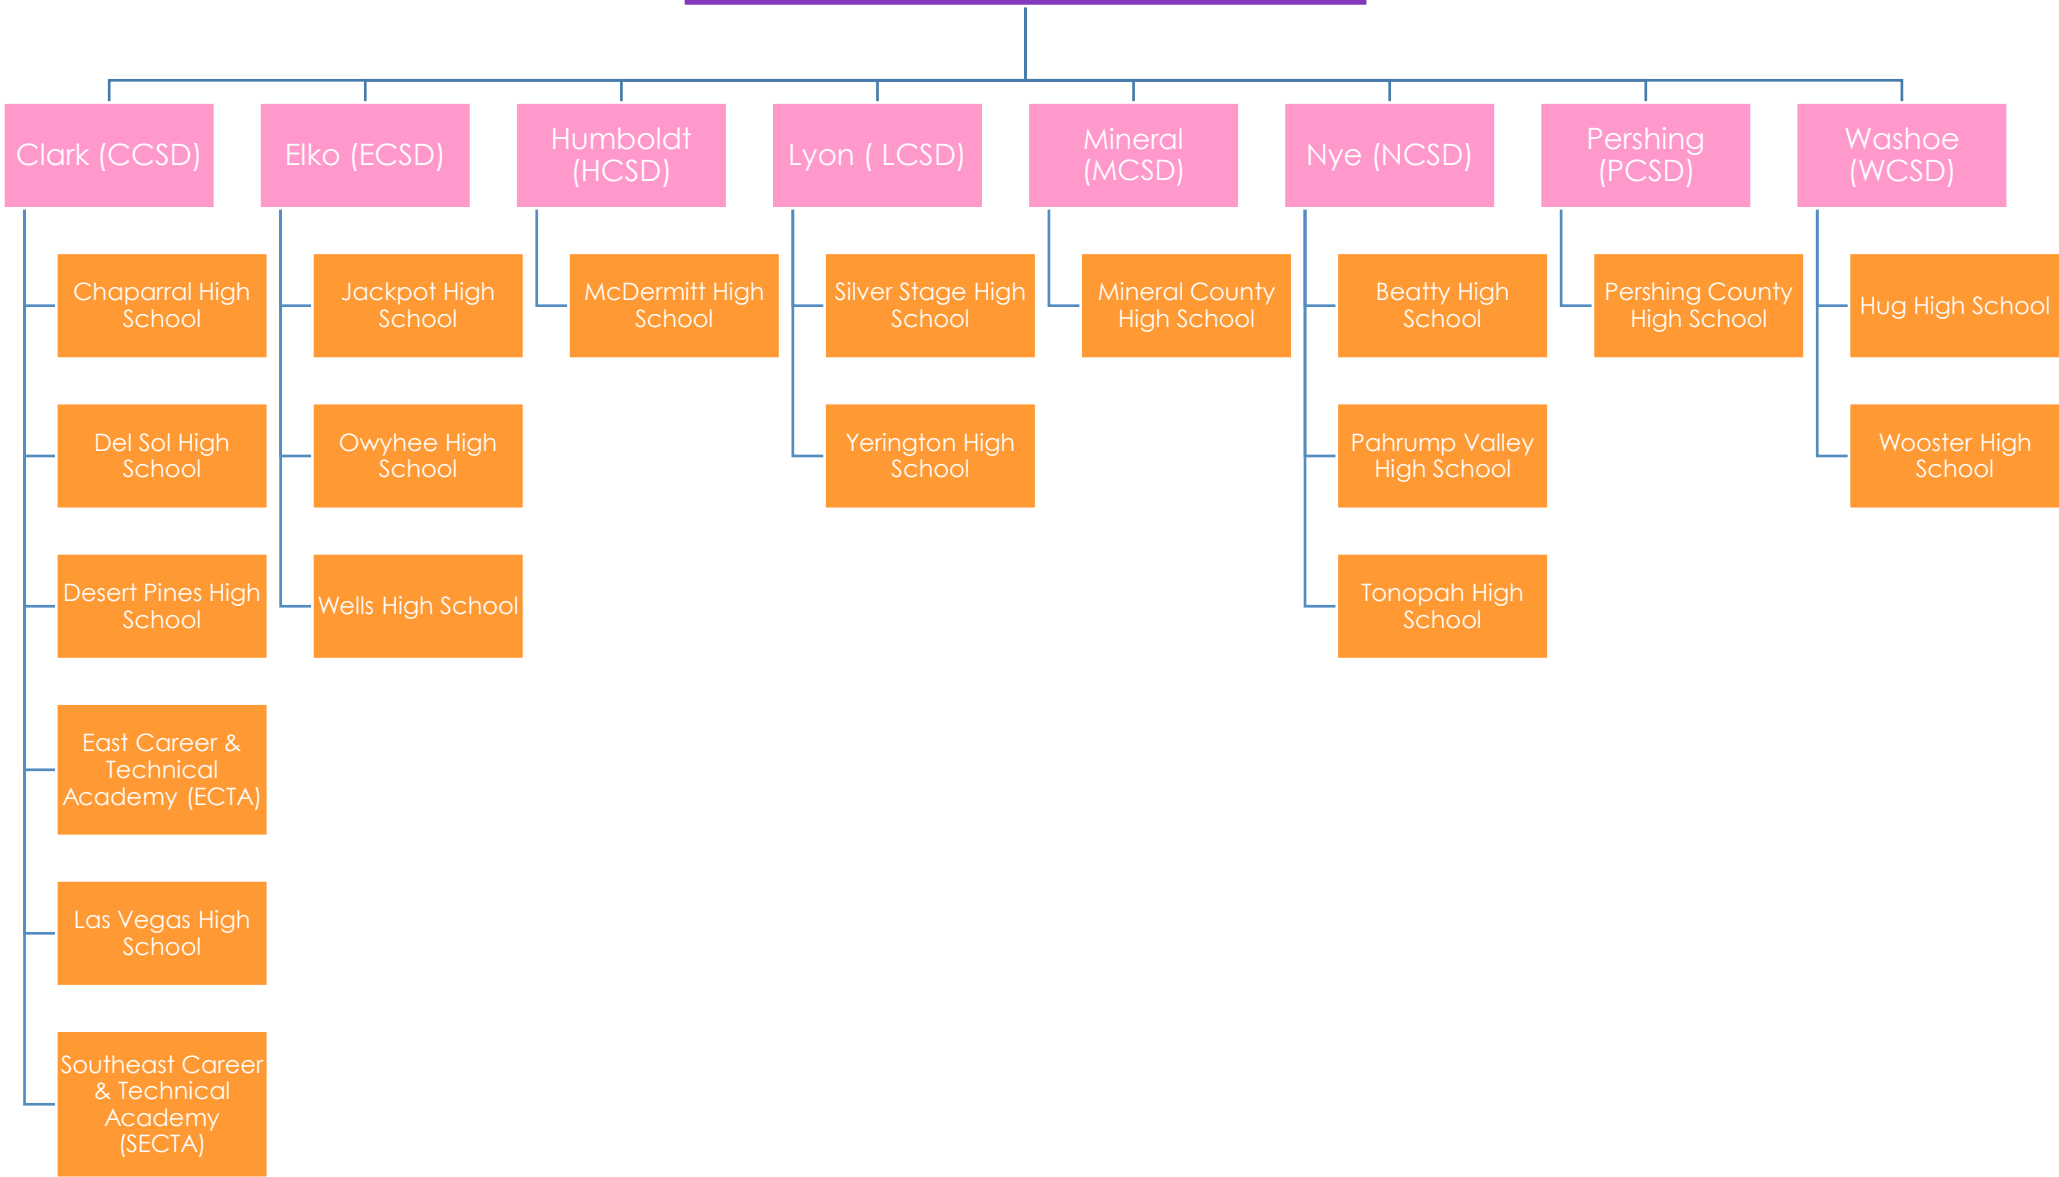 Clark (CCSD)
Elko (ECSD)
Humboldt
(HCSD)
Lyon ( LCSD)
Mineral
(MCSD)
Nye (NCSD)
Pershing
(PCSD)
Washoe
(WCSD)
Chaparral High
School
Del Sol High
School
Desert Pines High
School
East Career &
Technical
Academy (ECTA)
Las Vegas High
School
Southeast Career
& Technical
Academy
(SECTA)
Jackpot High
School
Owyhee High
School
Wells High School
McDermitt High
School
Silver Stage High
School
Yerington High
School
Mineral County
High School
Beatty High
School
Pahrump Valley
High School
Tonopah High
School
Pershing County
High School
Hug High School
Wooster High
School